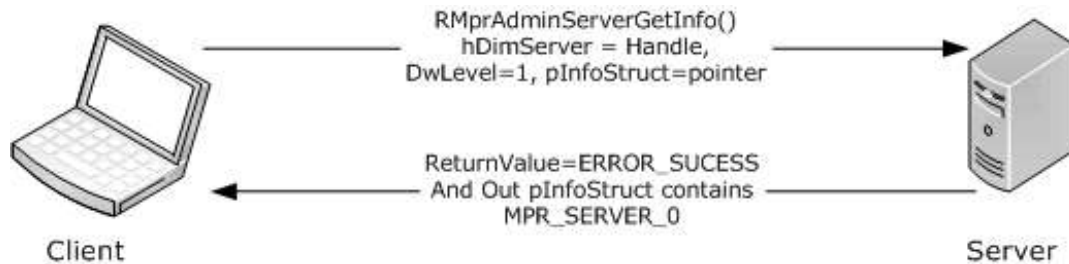 RMprAdminServerGetInfo()
hDimServer = Handle,
DwLevel=1, pInfoStruct=pointer
ReturnValue=ERROR_SUCESS
And Out pInfoStruct contains
MPR_SERVER_0
Client
Server